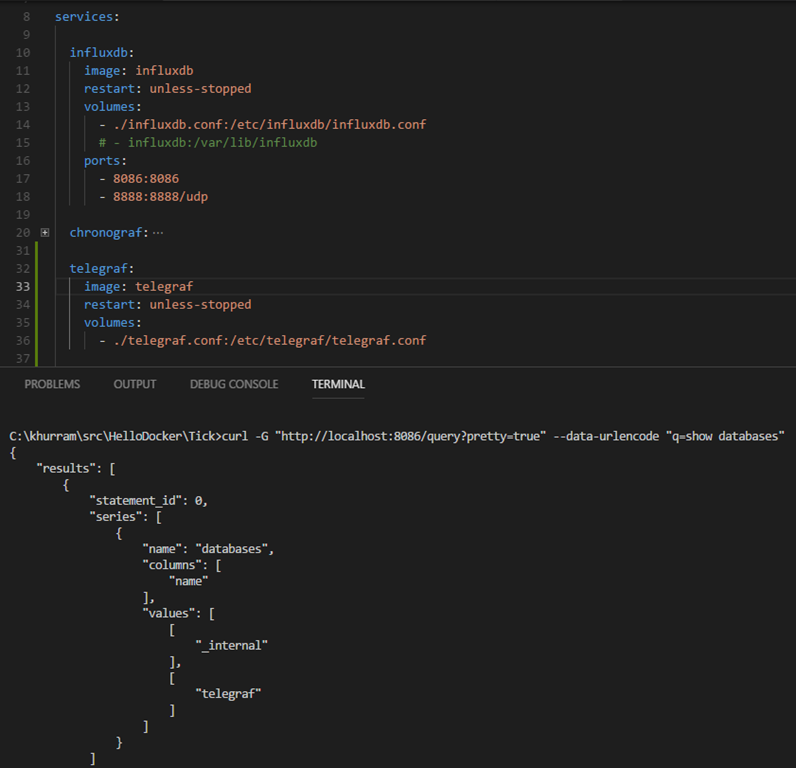 8 services:
9
10 influxdb:
11 image: influxdb
12 restart: unless-stopped
13 volumes:
14 - ./influxdb.conf:/etc/influxdb/influxdb.conf
15 # - influxdb:/var/lib/influxdb
16 ports:
17 - 8086:8086
18 - 8888:8888/udp
19
20 chronograf: ...
31
32 telegraf:
33 image: telegraf
34 restart: unless-stopped
35 volumes:
36 - ./telegraf.conf:/etc/telegraf/telegraf.conf
37
PROBLEMS OUTPUT DEBUG CONSOLE TERMINAL
C:\khurram\src\HelloDocker\Tick>curl -G "http://localhost:8086/query?pretty=true" --data-urlencode "q=show databases"
{
"results": [
{
"statement_id": 0,
"series": [
{
"name": "databases",
"columns": [
"name"
],
"values": [
[
"_internal"
],
[
"telegraf"
]
]
}
]